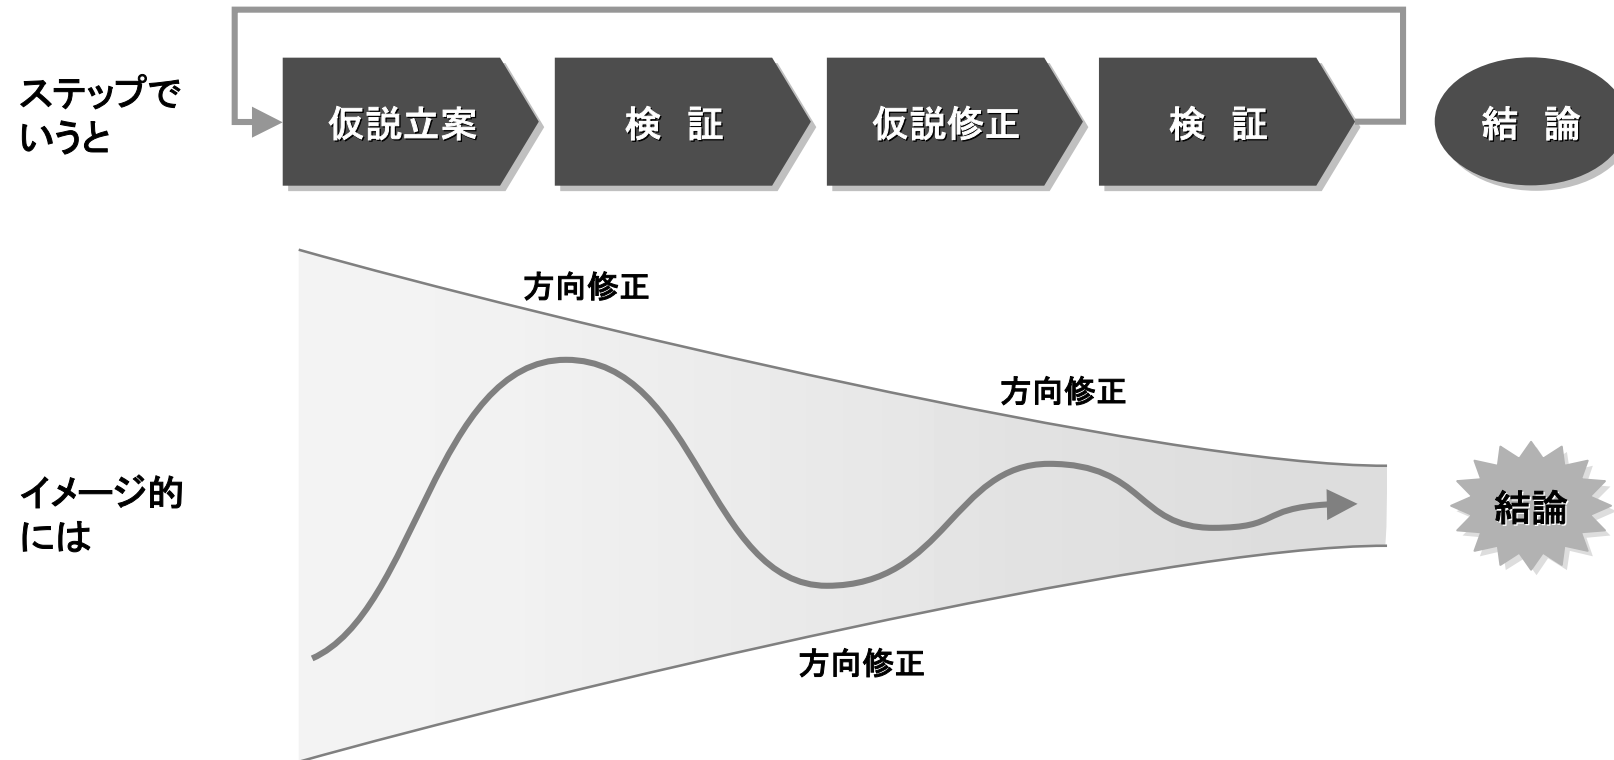 ステップで
いうと
仮説立案
検 証
仮説修正
検 証
結 論
方向修正
方向修正
イメージ的
には
結論
方向修正